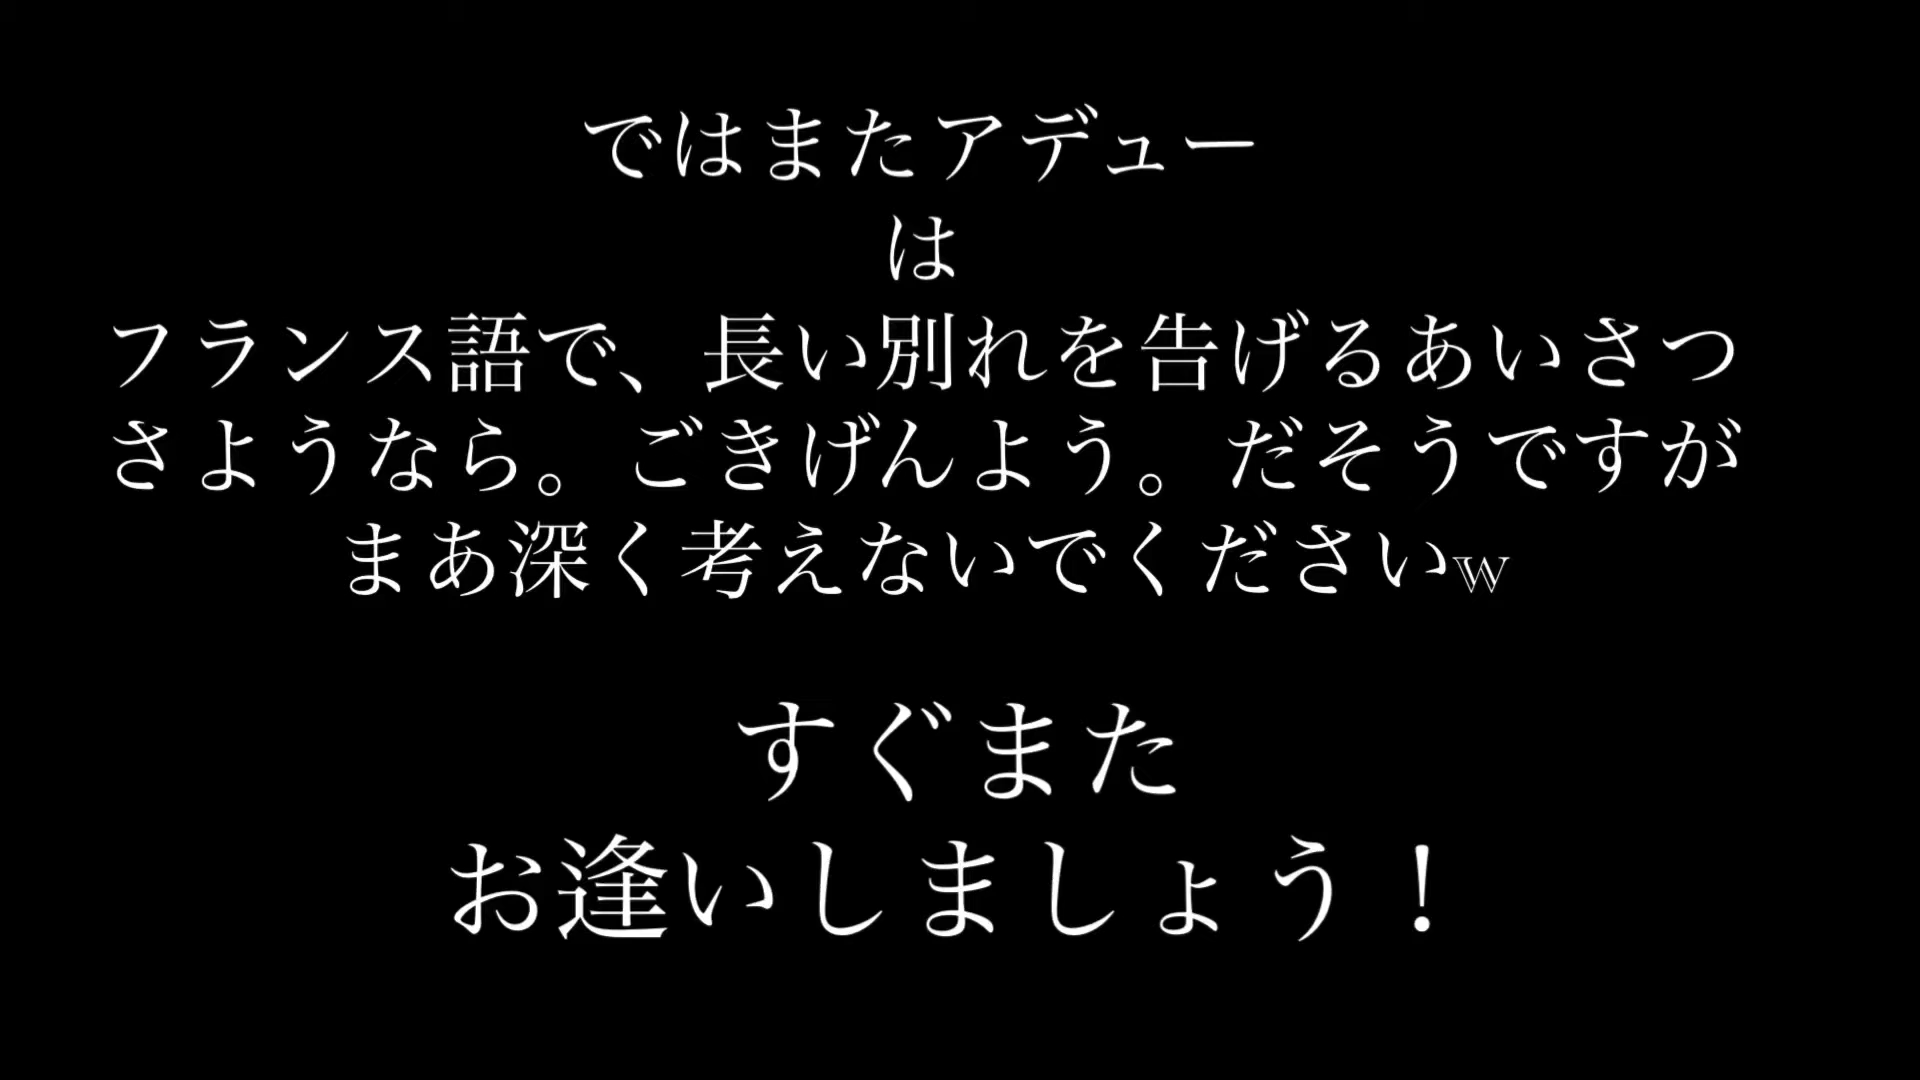 ではまたアデュー
は
フランス語で、長い別れを告げるあいさつ
さようなら。ごきげんよう。だそうですが
まあ深く考えないでくださいw
すぐまた
お逢いしましょう！